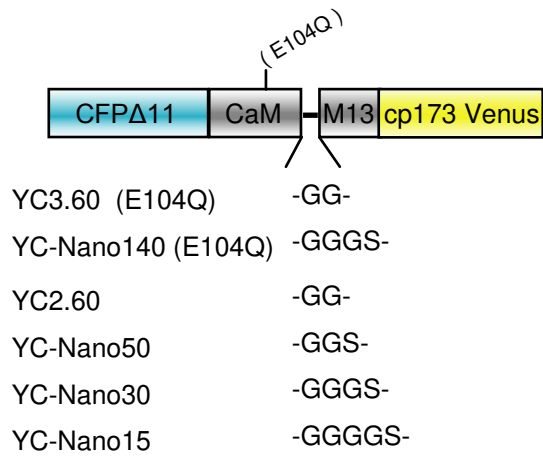 (E104Q)
CFPΔ11 CaM M13 cp173 Venus
YC3.60 (E104Q) -GG-
YC-Nano140 (E104Q) -GGGS-
YC2.60 -GG-
YC-Nano50 -GGS-
YC-Nano30 -GGGS-
YC-Nano15 -GGGGS-